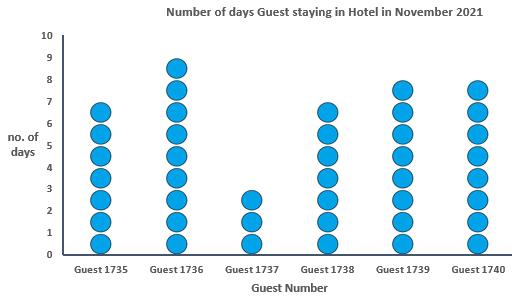 Number of days Guest staying in Hotel in November 2021
10
9
8
7
6
5
4
3
2
1
0
no. of
days
Guest 1735 Guest 1736 Guest 1737 Guest 1738 Guest 1739 Guest 1740
Guest Number